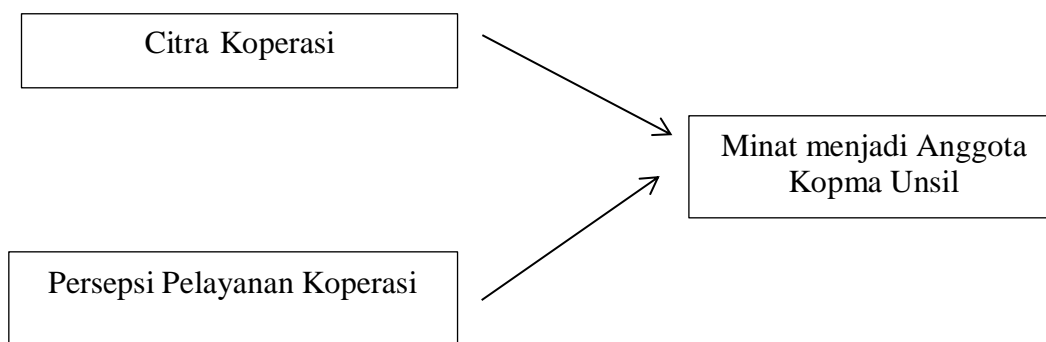 Citra Koperasi
Minat menjadi Anggota
Kopma Unsil
Persepsi Pelayanan Koperasi